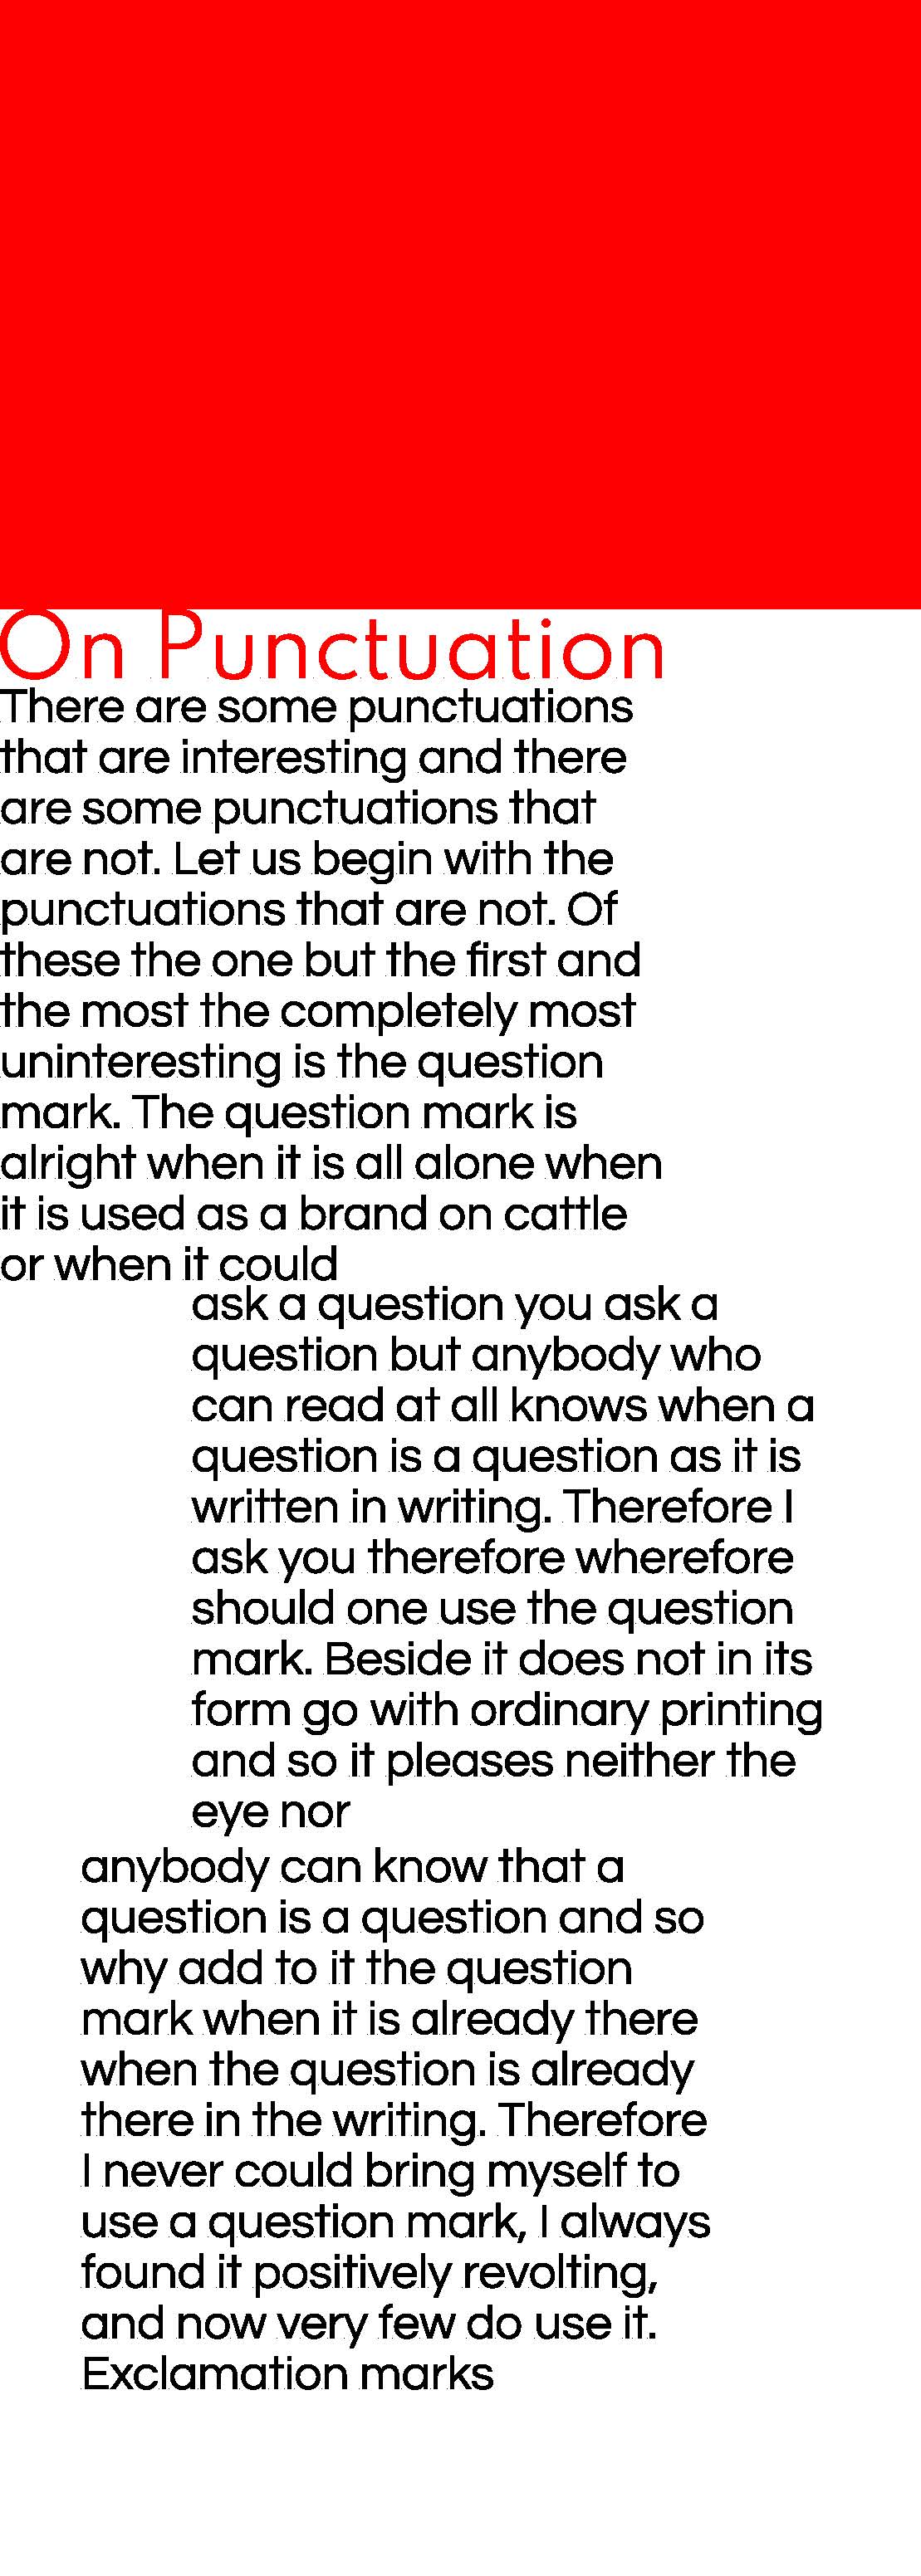 On Punctuation
There are some punctuations
that are interesting and there
are some punctuations that
are not. Let us begin with the
punctuations that are not. Of
these the one but the first and
the most the completely most
uninteresting is the question
mark. The question mark is
alright when it is all alone when
it is used as a brand on cattle
or when it could
ask a question you ask a
question but anybody who
can read at all knows when a
question is a question as it is
written in writing. Therefore I
ask you therefore wherefore
should one use the question
mark. Beside it does not in its
form go with ordinary printing
and so it pleases neither the
eye nor
anybody can know that a
question is a question and so
why add to it the question
mark when it is already there
when the question is already
there in the writing. Therefore
I never could bring myself to
use a question mark, I always
found it positively revolting,
and now very few do use it.
Exclamation marks